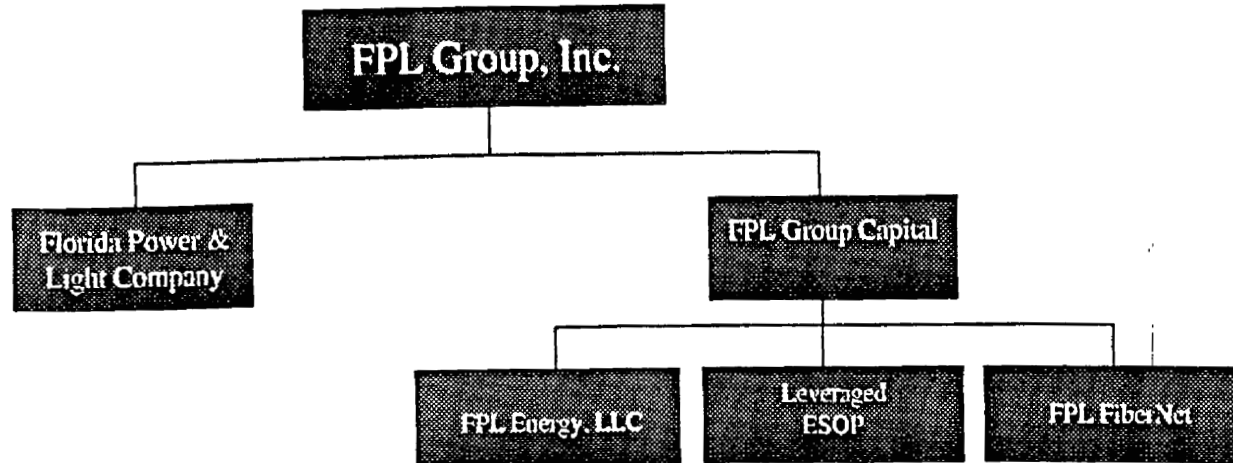 FPL Group, Inc.
Florida Power &
Light Company
FPL Group Capital
FPL Energy, LLC
Leveraged
ESOP
FPL FiberNet